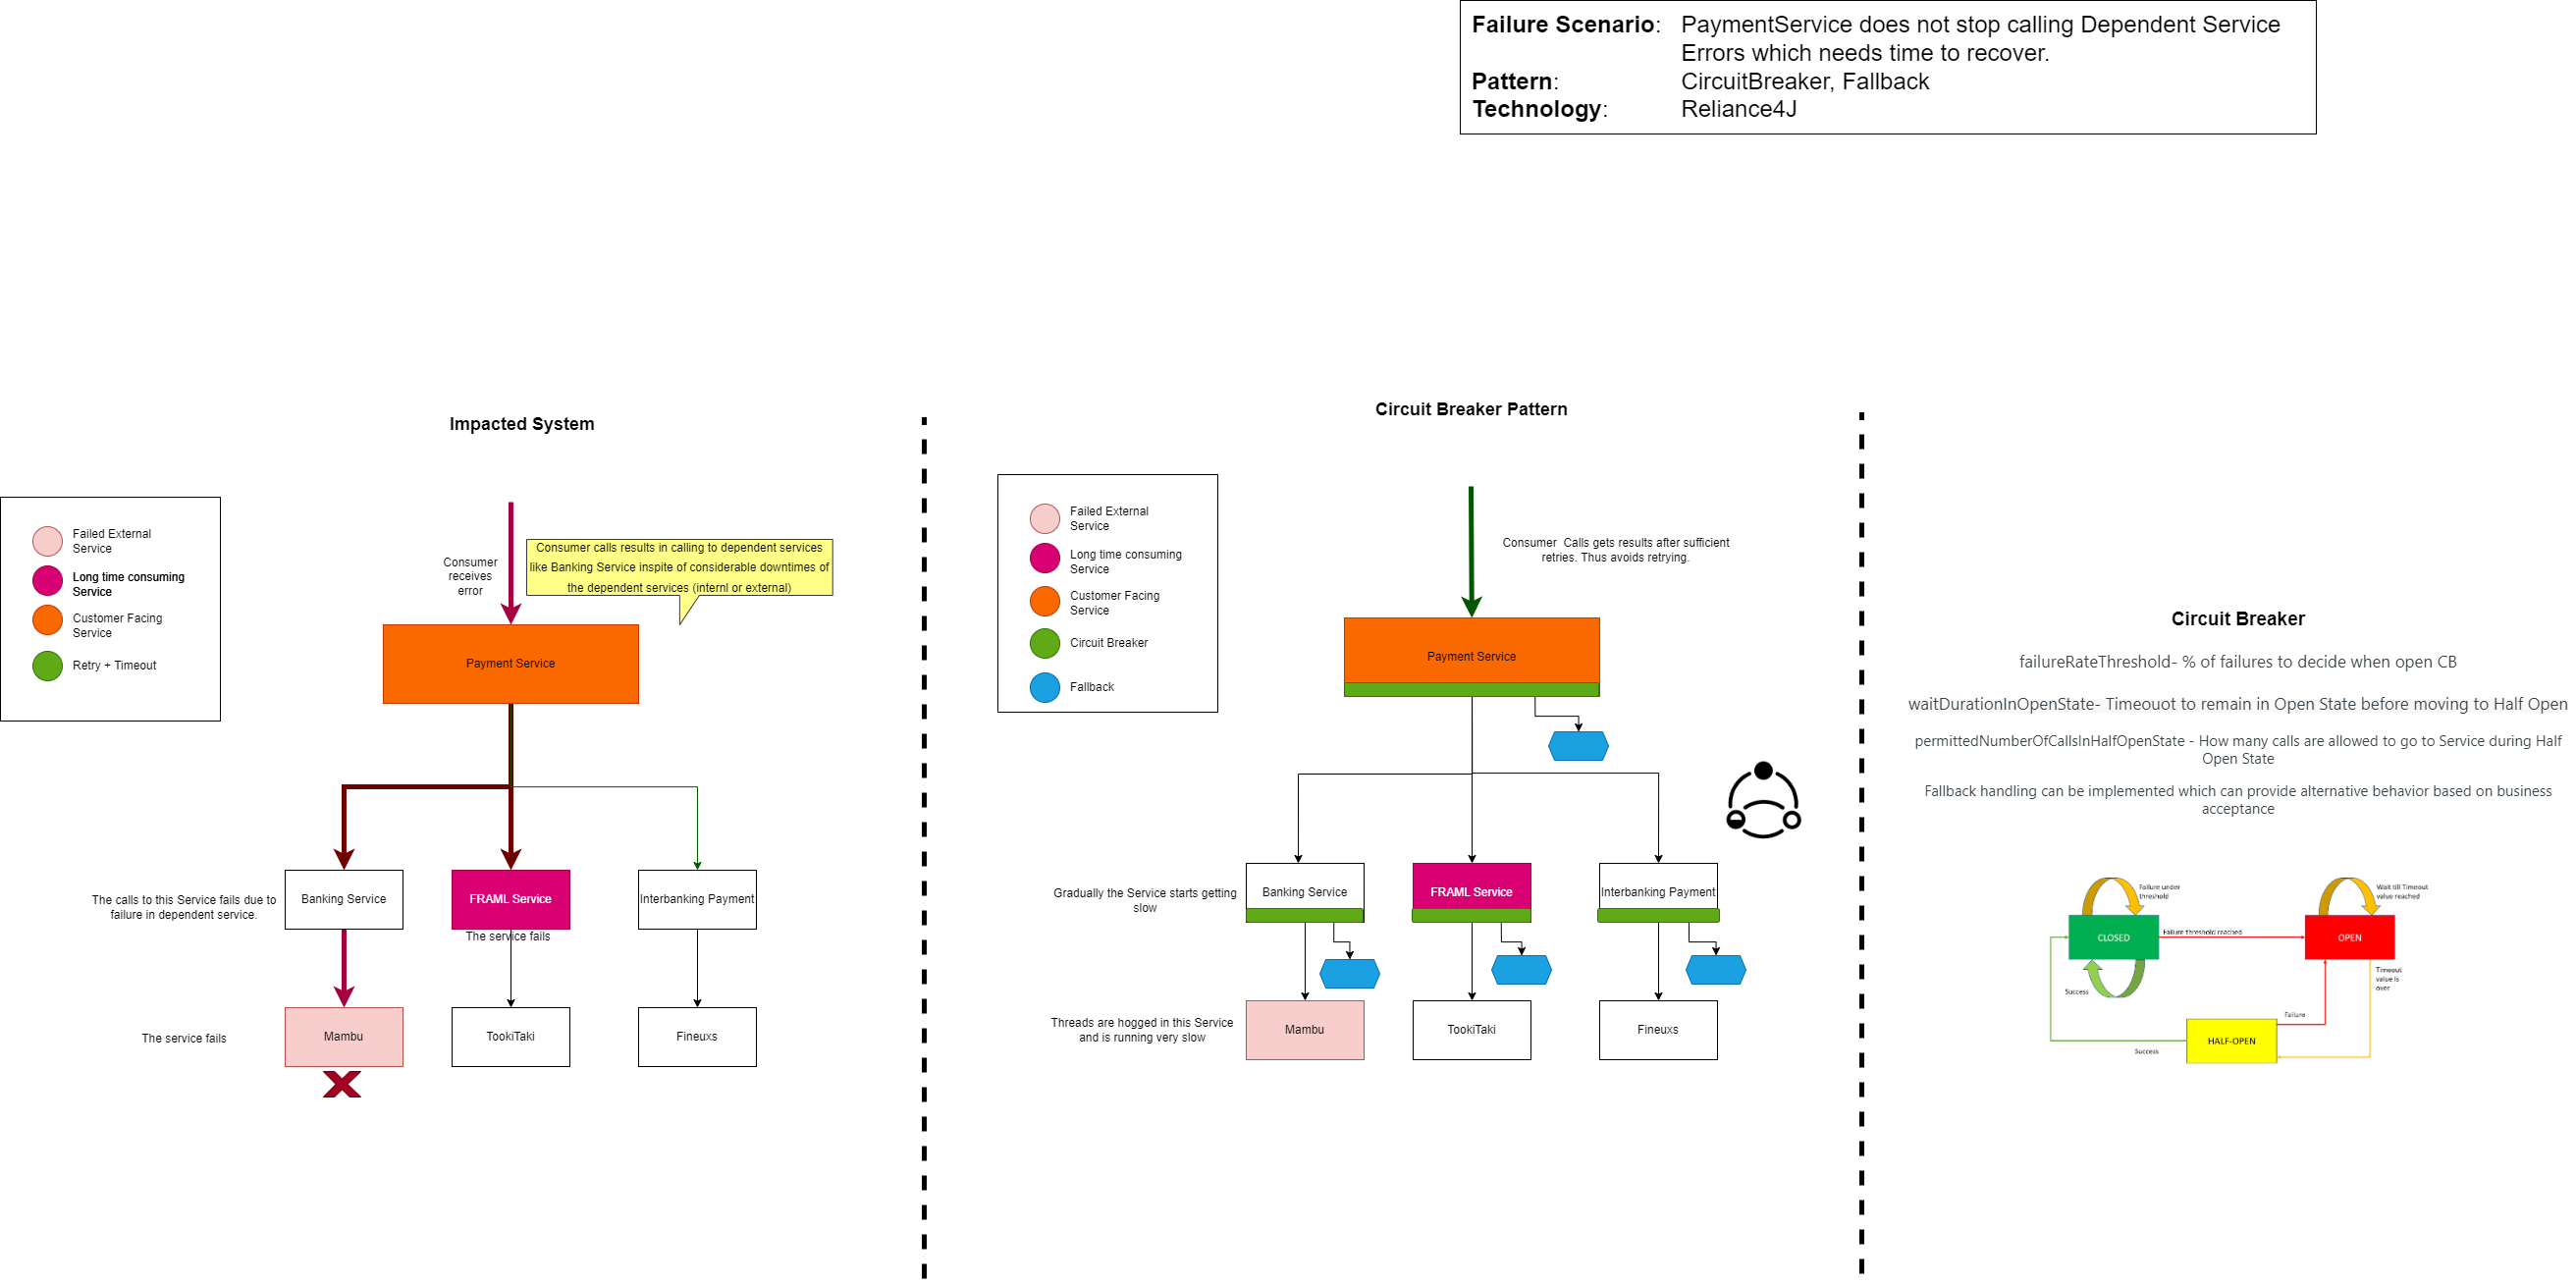 Failure Scenario: PaymentService does not stop calling Dependent Service
Errors which needs time to recover.
Pattern: CircuitBreaker, Fallback
Technology: Reliance4J
Impacted System
Failed External
Service
Long time consuming
Service
Customer Facing
Service
Retry + Timeout
Consumer
receives
error
Consumer calls results in calling to dependent services
like Banking Service inspite of considerable downtimes of
the dependent services (internl or external)
Payment Service
The calls to this Service fails due to
failure in dependent service.
Banking Service
FRAML Service
Interbanking Payment
The service fails
The service fails
Mambu
TookiTaki
Fineuxs
Circuit Breaker Pattern
Failed External
Service
Long time consuming
Service
Customer Facing
Service
Circuit Breaker
Fallback
Consumer Calls gets results after sufficient
retries. Thus avoids retrying.
Payment Service
Gradually the Service starts getting
slow
Banking Service
FRAML Service
Interbanking Payment
Threads are hogged in this Service
and is running very slow
Mambu
TookiTaki
Fineuxs
Circuit Breaker
failureRateThreshold- % of failures to decide when open CB
waitDurationInOpenState- Timeouot to remain in Open State before moving to Half Open
permittedNumberOfCallsInHalfOpenState - How many calls are allowed to go to Service during Half
Open State
Fallback handling can be implemented which can provide alternative behavior based on business
acceptance
Failure under
threshold
Wait till Timeout
value reached
CLOSED
Failure threshold reached
OPEN
Timeout
value is
over
Success
Failure
HALF-OPEN
Success